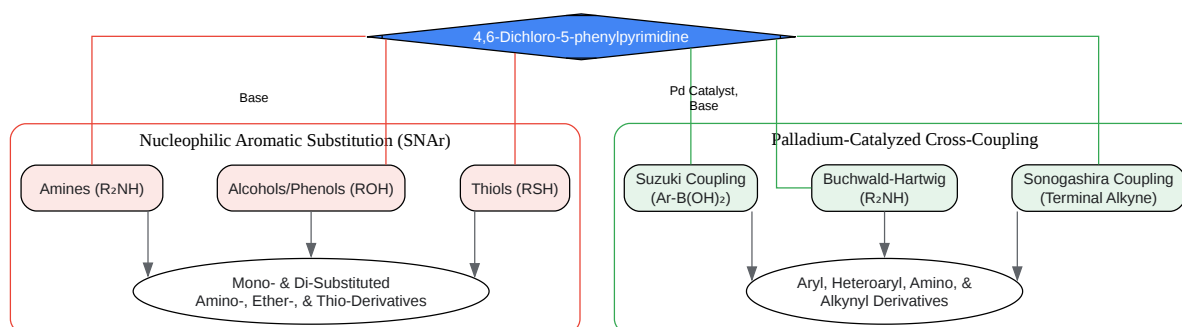 4,6-Dichloro-5-phenylpyrimidine
Base
Pd Catalyst,
Base
Nucleophilic Aromatic Substitution (SNAr)
Amines (R₂NH)
Alcohols/Phenols (ROH)
Thiols (RSH)
Mono- & Di-Substituted
Amino-, Ether-, & Thio-Derivatives
Palladium-Catalyzed Cross-Coupling
Suzuki Coupling
(Ar-B(OH)₂)
Buchwald-Hartwig
(R₂NH)
Sonogashira Coupling
(Terminal Alkyne)
Aryl, Heteroaryl, Amino, &
Alkynyl Derivatives